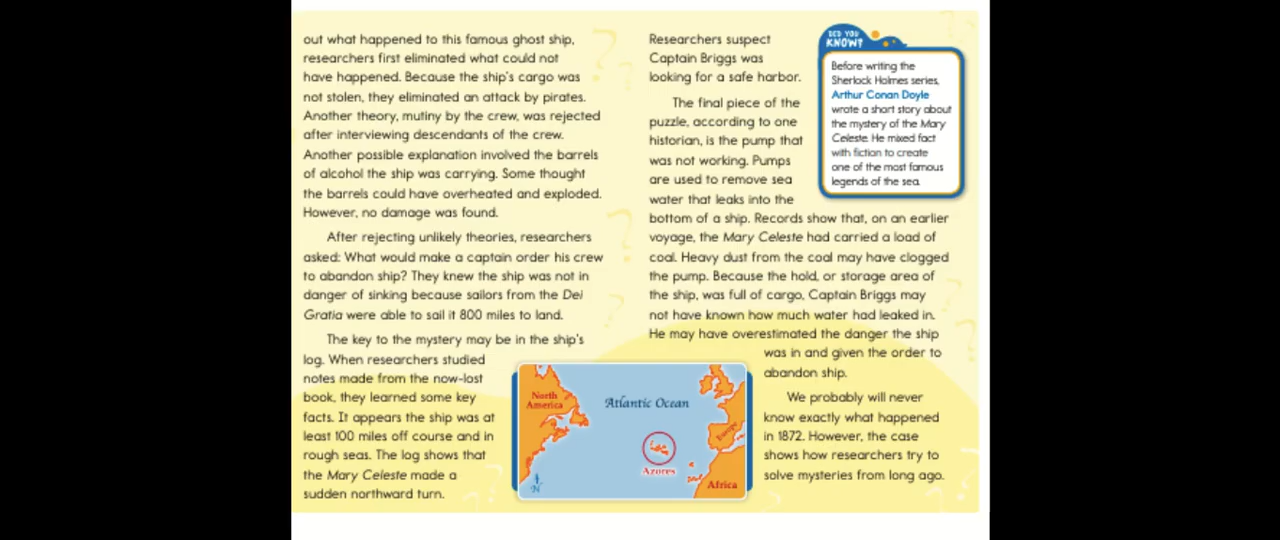 out what happened to this famous ghost ship,
researchers first eliminated what could not
have happened. Because the ship's cargo was
not stolen, they eliminated an attack by pirates.
Another theory, mutiny by the crew, was rejected
after interviewing descendants of the crew.
Another possible explanation involved the barrels
of alcohol the ship was carrying. Some thought
the barrels could have overheated and exploded.
However, no damage was found.
After rejecting unlikely theories, researchers
asked: What would make a captain order his crew
to abandon ship? They knew the ship was not in
danger of sinking because sailors from the Dei
Gratia were able to sail it 800 miles to land.
The key to the mystery may be in the ship's
log. When researchers studied
notes made from the now-lost
book, they learned some key
facts. It appears the ship was at
least 100 miles off course and in
rough seas. The log shows that
the Mary Celeste made a
sudden northward turn.
North
America
Atlantic Ocean
Europe
Azores
Africa
N
Researchers suspect
Captain Briggs was
looking for a safe harbor.
The final piece of the
puzzle, according to one
historian, is the pump that
was not working. Pumps
are used to remove sea
water that leaks into the
bottom of a ship. Records show that, on an earlier
voyage, the Mary Celeste had carried a load of
coal. Heavy dust from the coal may have clogged
the pump. Because the hold, or storage area of
the ship, was full of cargo, Captain Briggs may
not have known how much water had leaked in.
He may have overestimated the danger the ship
was in and given the order to
abandon ship.
We probably will never
know exactly what happened
in 1872. However, the case
shows how researchers try to
solve mysteries from long ago.
DID YOU
KNOW?
Before writing the
Sherlock Holmes series,
Arthur Conan Doyle
wrote a short story about
the mystery of the Mary
Celeste. He mixed fact
with fiction to create
one of the most famous
legends of the sea.